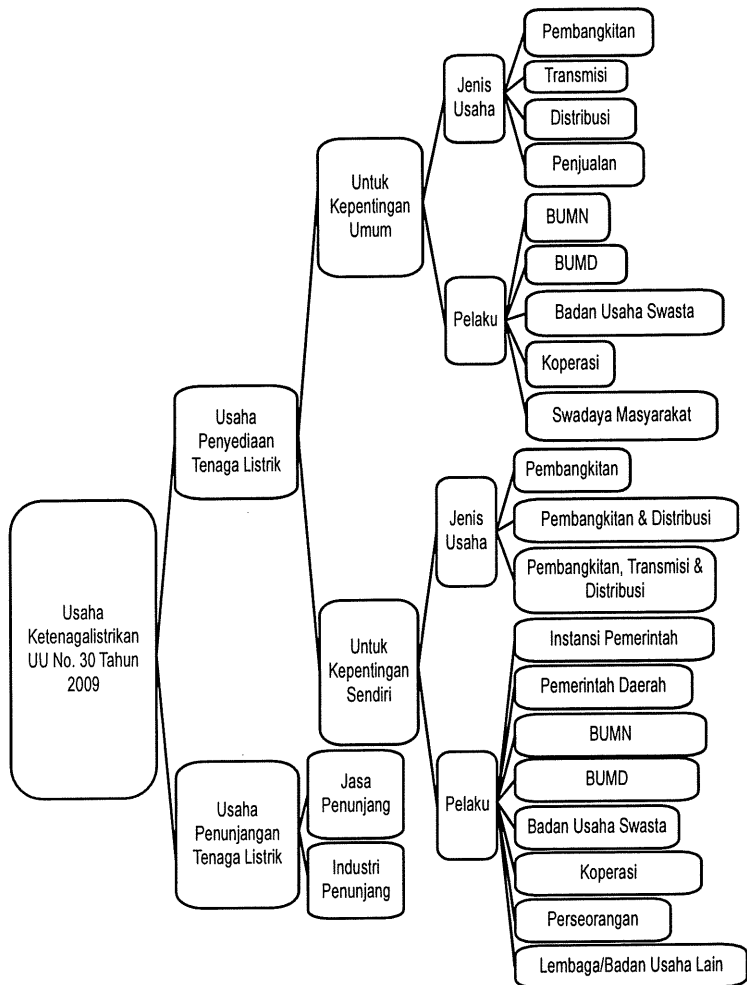 Usaha
Ketenagalistrikan
UU No. 30 Tahun
2009
Usaha
Penyediaan
Tenaga Listrik
Untuk
Kepentingan
Umum
Jenis
Usaha
Pembangkitan
Transmisi
Distribusi
Penjualan
Pelaku
BUMN
BUMD
Badan Usaha Swasta
Koperasi
Swadaya Masyarakat
Untuk
Kepentingan
Sendiri
Jenis
Usaha
Pembangkitan
Pembangkitan & Distribusi
Pembangkitan, Transmisi &
Distribusi
Pelaku
Instansi Pemerintah
Pemerintah Daerah
BUMN
BUMD
Badan Usaha Swasta
Koperasi
Perseorangan
Lembaga/Badan Usaha Lain
Usaha
Penunjangan
Tenaga Listrik
Jasa
Penunjang
Industri
Penunjang